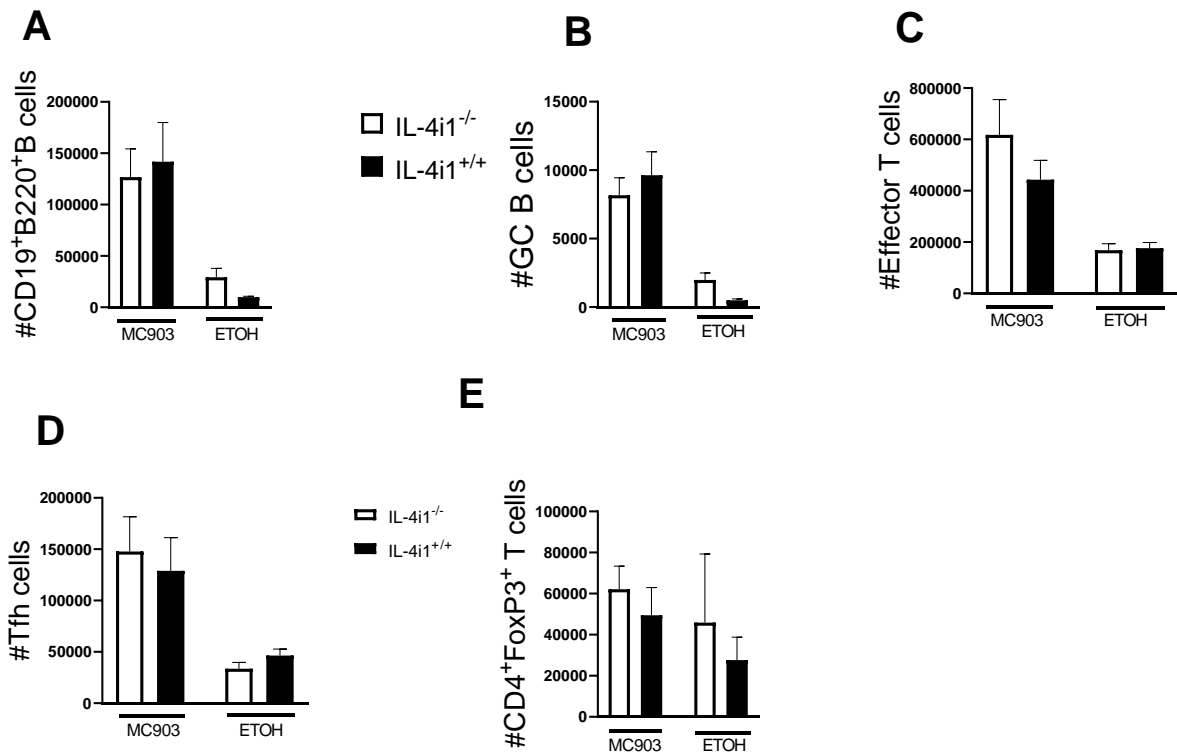 A
#CD19⁺B220⁺B cells
200000
150000
100000
50000
0
MC903
ETOH
IL-4i1⁻/⁻
IL-4i1⁺/⁺
B
#GC B cells
15000
10000
5000
0
MC903
ETOH
C
#Effector T cells
800000
600000
400000
200000
0
MC903
ETOH
D
#Tfh cells
200000
150000
100000
50000
0
MC903
ETOH
IL-4i1⁻/⁻
IL-4i1⁺/⁺
E
#CD4⁺FoxP3⁺ T cells
100000
80000
60000
40000
20000
0
MC903
ETOH